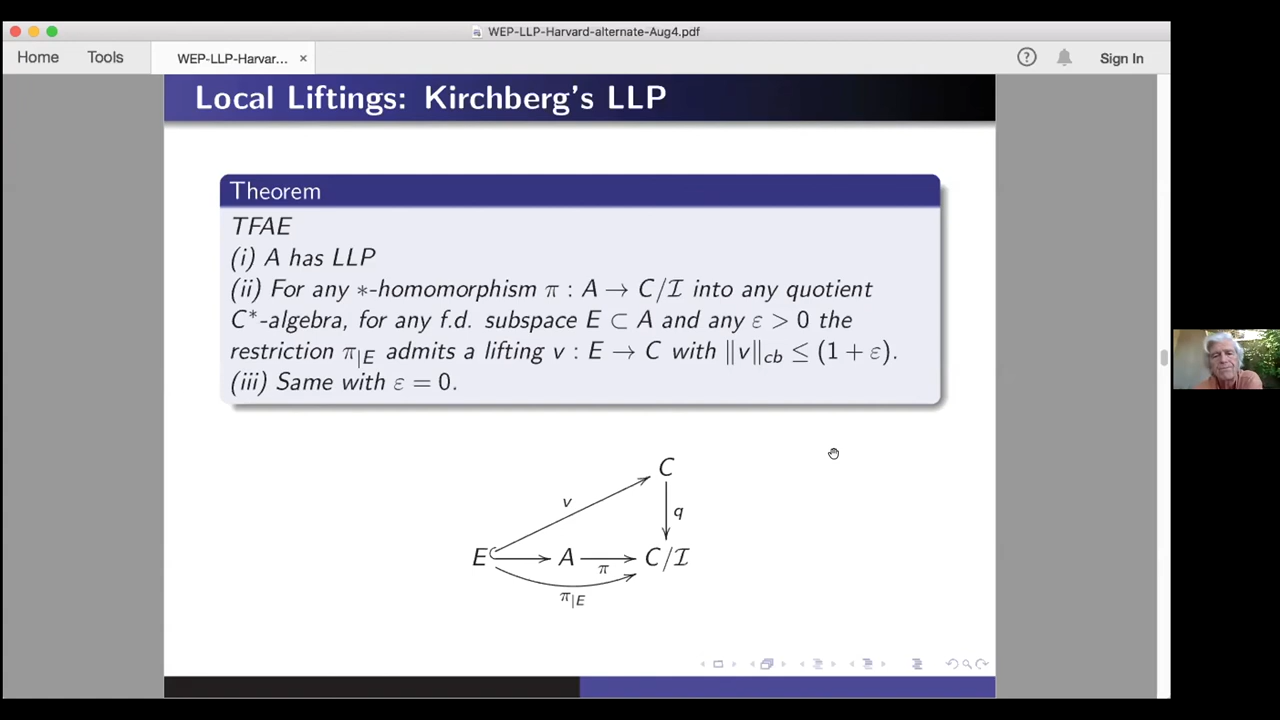 WEP-LLP-Harvard-alternate-Aug4.pdf
Home Tools WEP-LLP-Harvar... × ? Sign In
Local Liftings: Kirchberg's LLP
Theorem
TFAE
(i) A has LLP
(ii) For any ∗-homomorphism π : A → C/ℐ into any quotient
C*-algebra, for any f.d. subspace E ⊂ A and any ε > 0 the
restriction π|E admits a lifting v : E → C with ‖v‖cb ≤ (1 + ε).
(iii) Same with ε = 0.
C
v
q
E A π C/ℐ
π|E